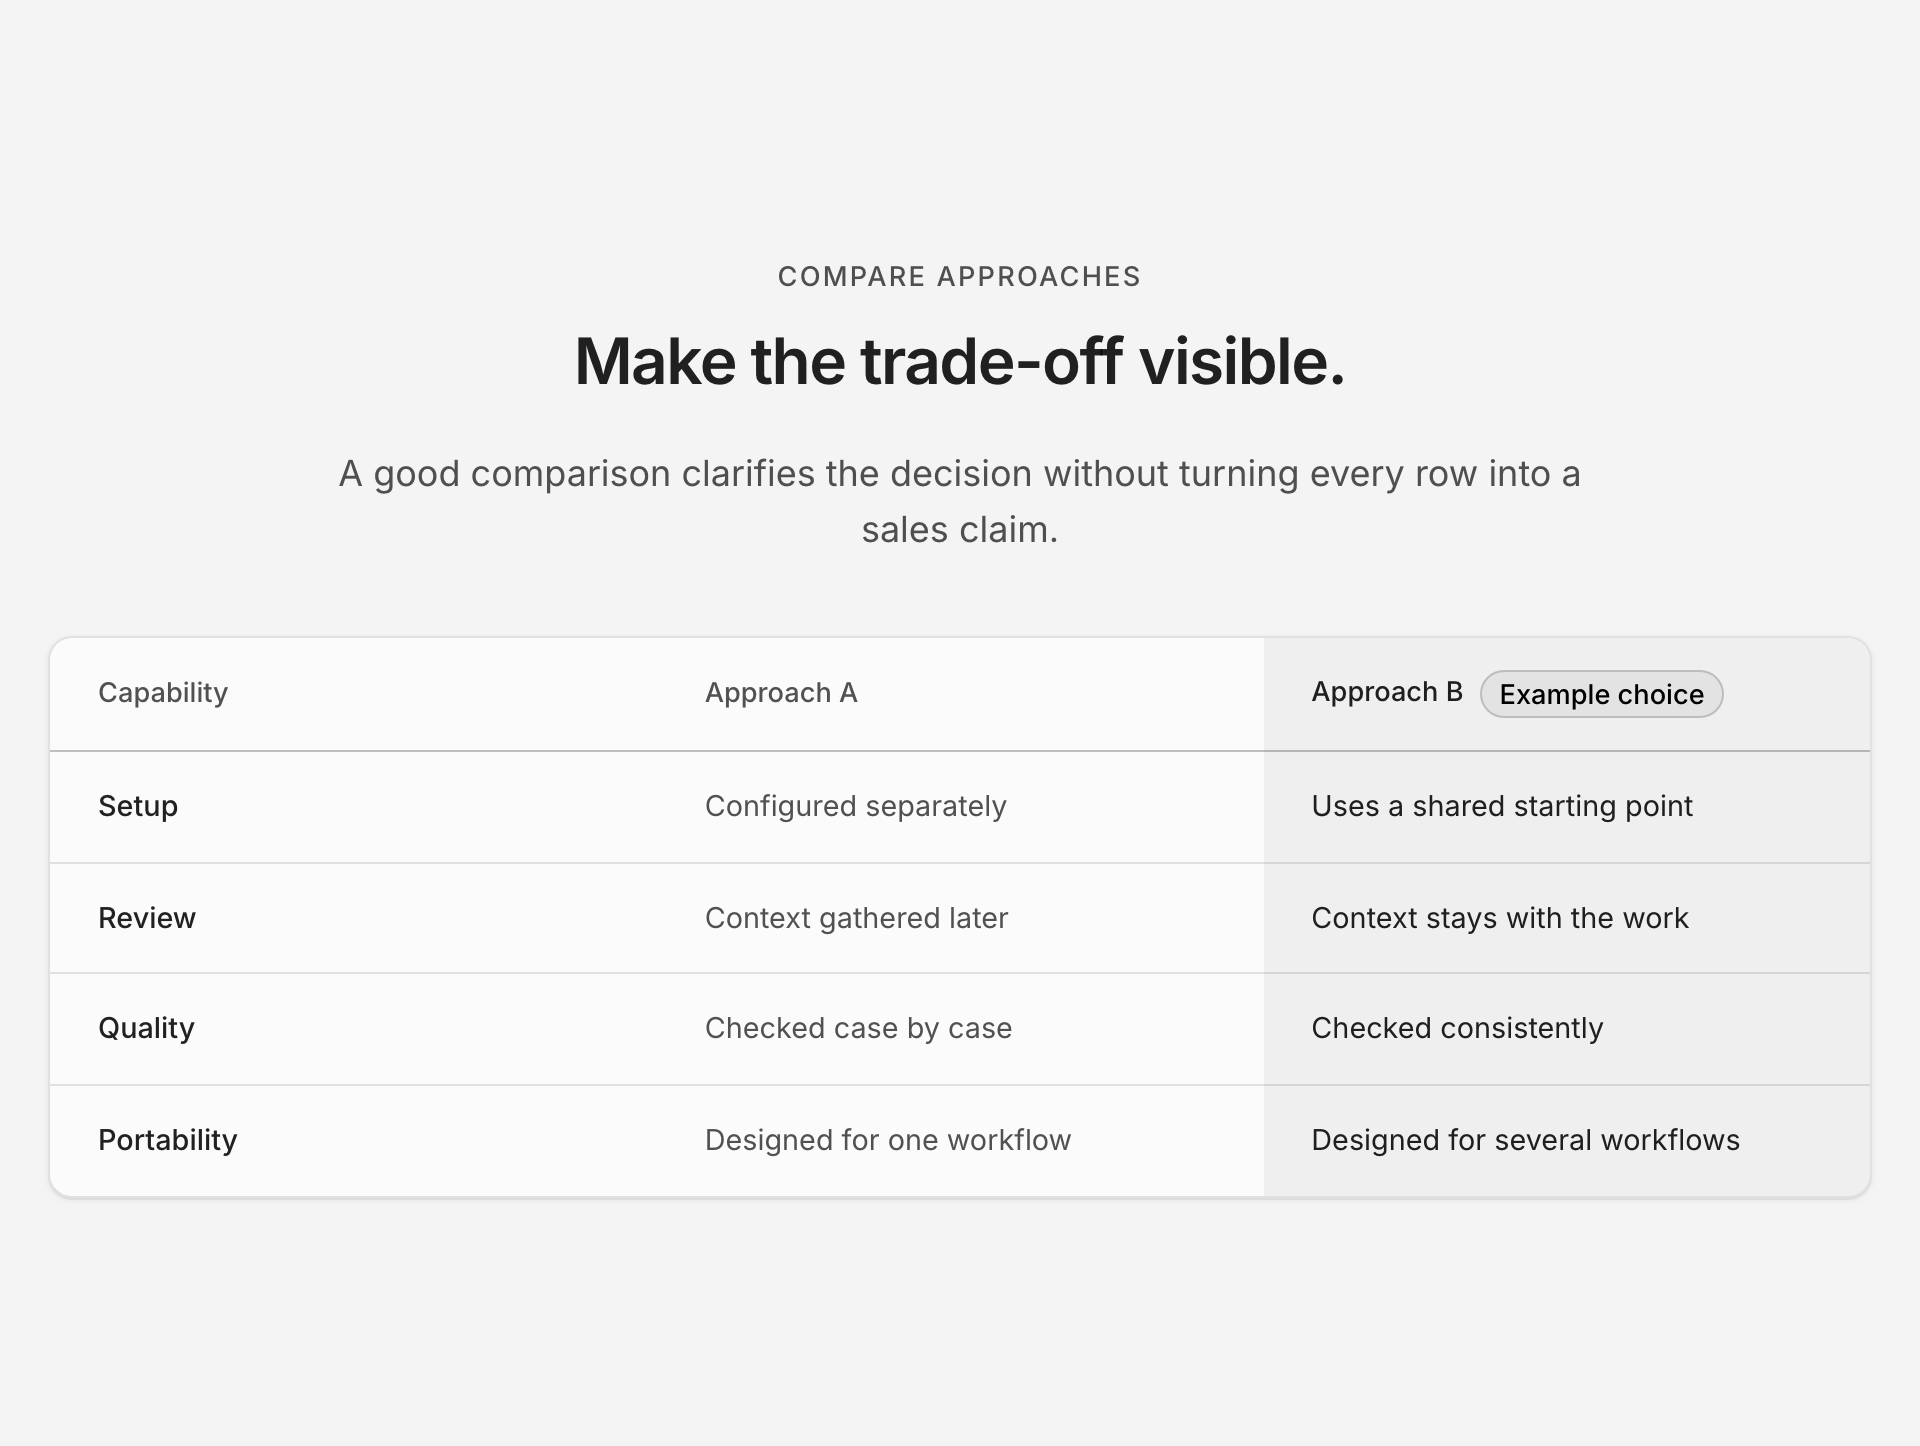 COMPARE APPROACHES
Make the trade-off visible.
A good comparison clarifies the decision without turning every row into a
sales claim.
Capability Approach A Approach B Example choice
Setup Configured separately Uses a shared starting point
Review Context gathered later Context stays with the work
Quality Checked case by case Checked consistently
Portability Designed for one workflow Designed for several workflows